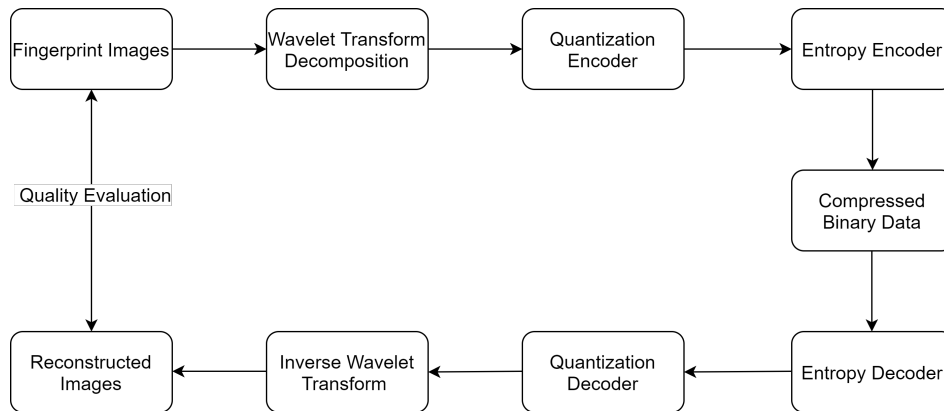 Fingerprint Images
Wavelet Transform
Decomposition
Quantization
Encoder
Entropy Encoder
Quality Evaluation
Compressed
Binary Data
Reconstructed
Images
Inverse Wavelet
Transform
Quantization
Decoder
Entropy Decoder